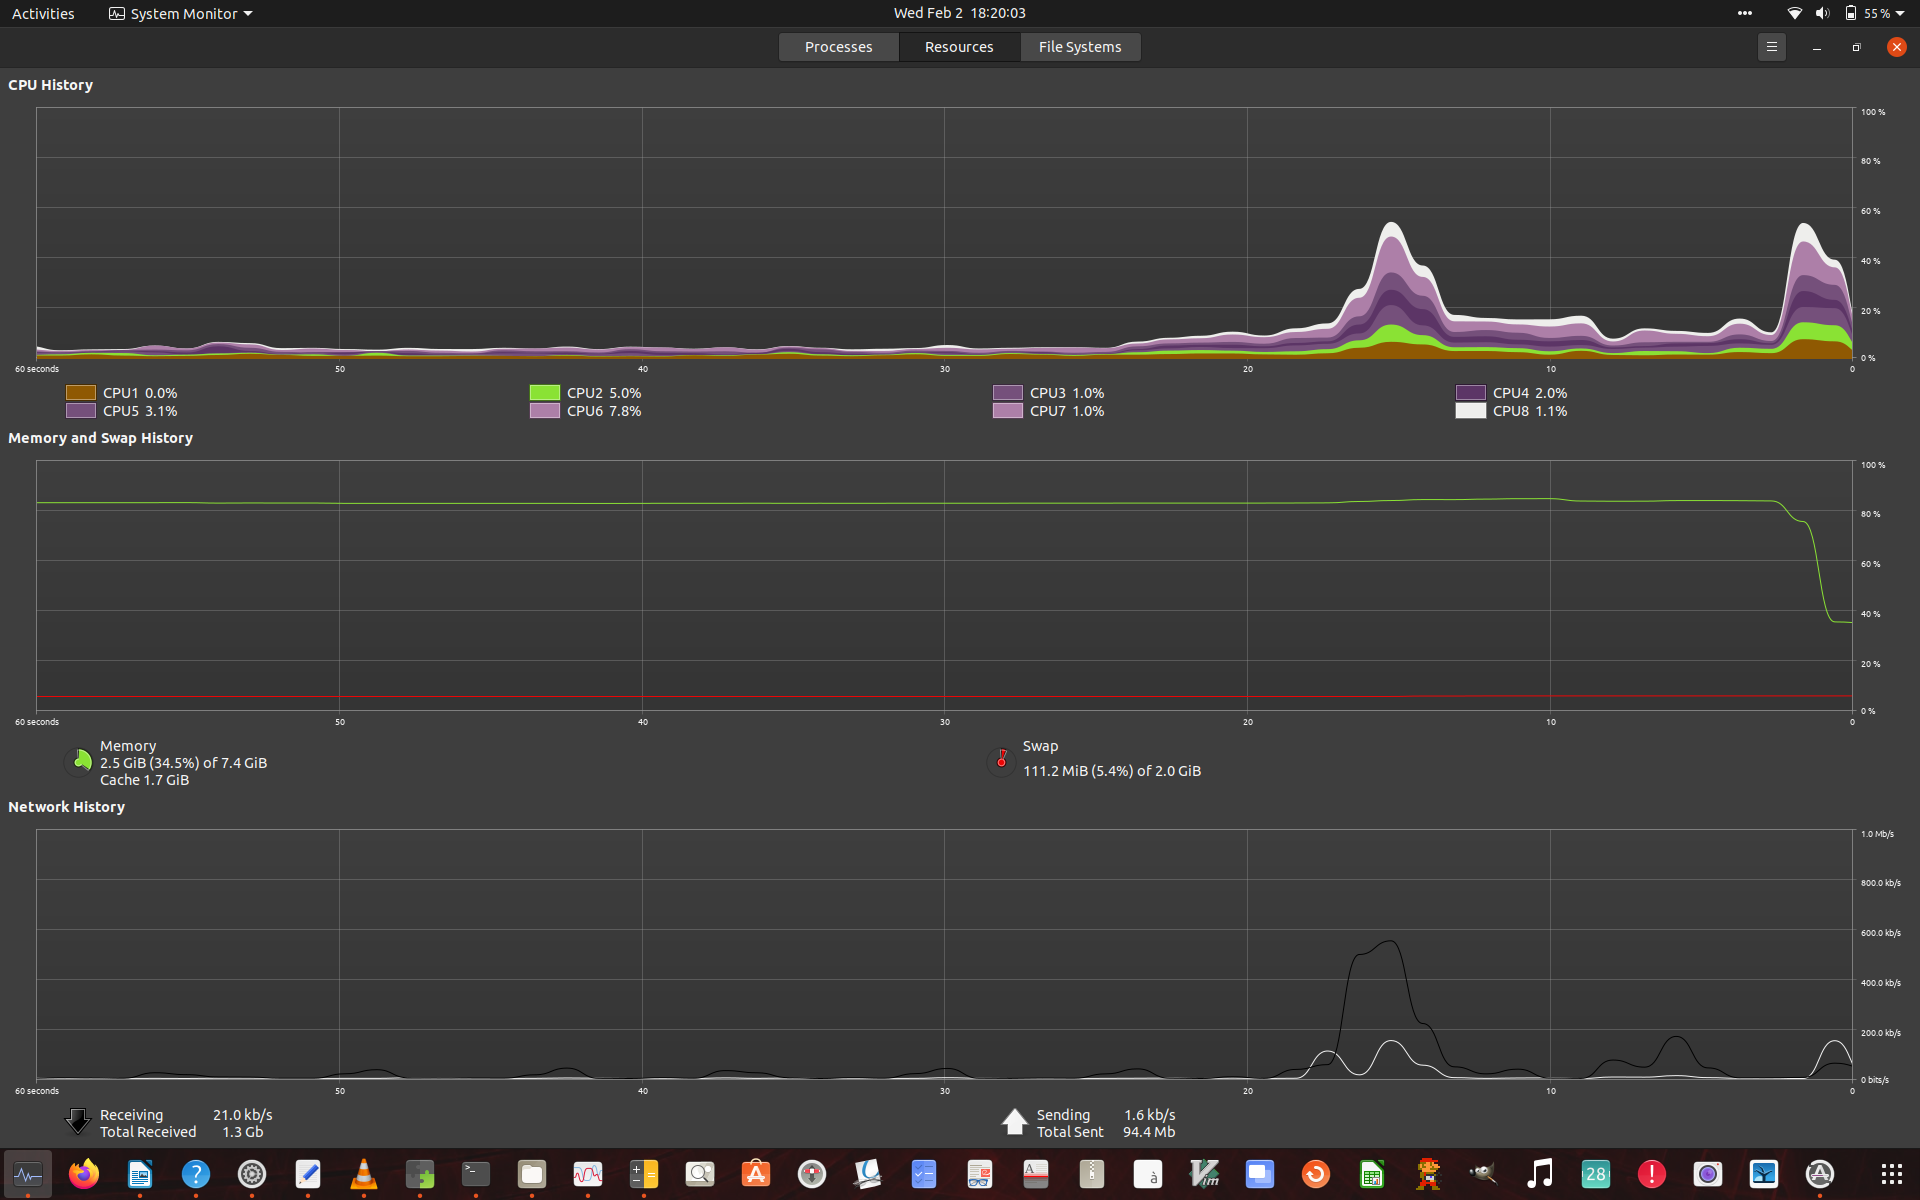 Activities System Monitor Wed Feb 2 18:20:03 55 %
Processes Resources File Systems
CPU History
100 %
80 %
60 %
40 %
20 %
0 %
60 seconds 50 40 30 20 10 0
CPU1 0.0% CPU2 5.0% CPU3 1.0% CPU4 2.0%
CPU5 3.1% CPU6 7.8% CPU7 1.0% CPU8 1.1%
Memory and Swap History
100 %
80 %
60 %
40 %
20 %
0 %
60 seconds 50 40 30 20 10 0
Memory
2.5 GiB (34.5%) of 7.4 GiB
Cache 1.7 GiB
Swap
111.2 MiB (5.4%) of 2.0 GiB
Network History
1.0 Mb/s
800.0 kb/s
600.0 kb/s
400.0 kb/s
200.0 kb/s
0 bits/s
60 seconds 50 40 30 20 10 0
Receiving 21.0 kb/s
Total Received 1.3 Gb
Sending 1.6 kb/s
Total Sent 94.4 Mb
? >_ A A à Vim 28 !